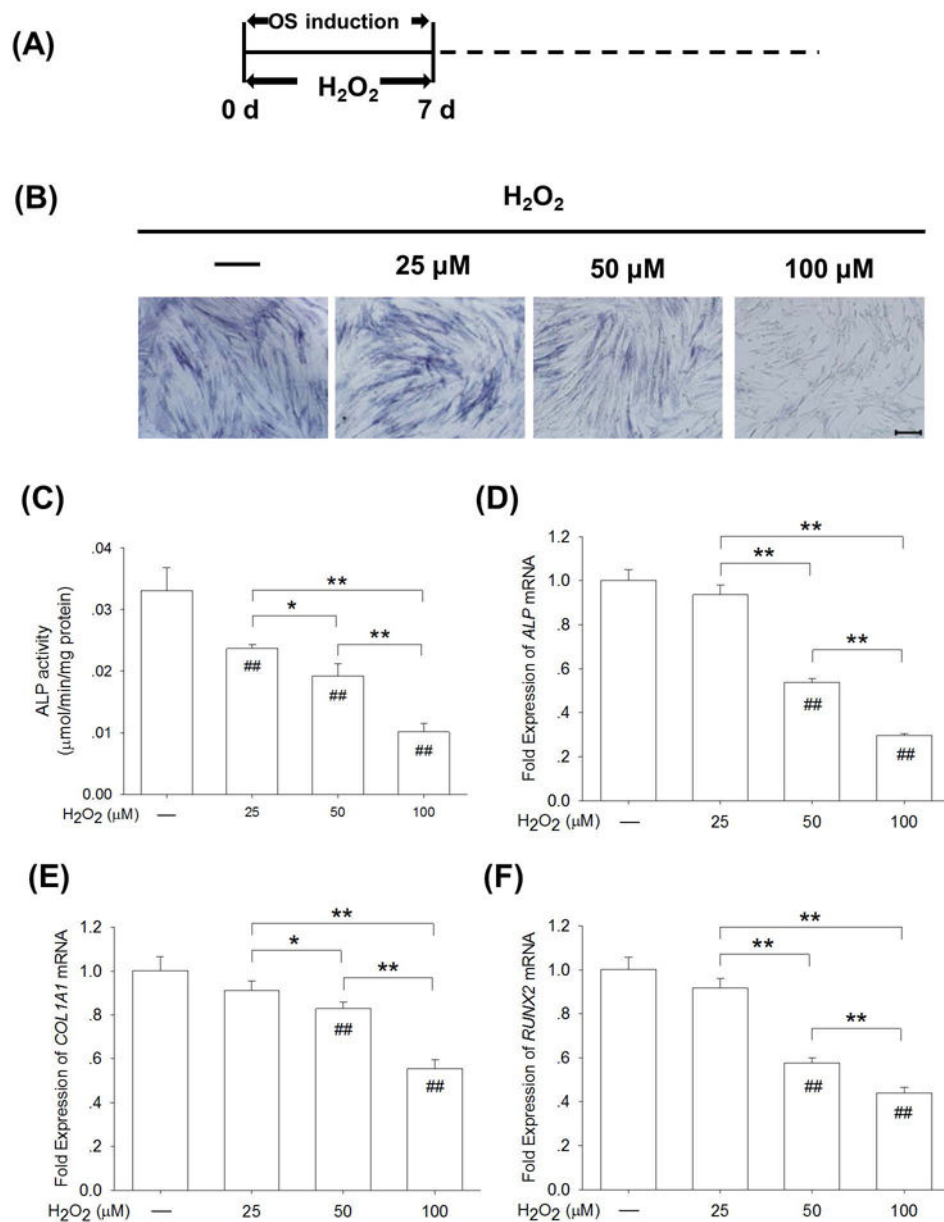 (A)
OS induction
H₂O₂
0 d 7 d
(B)
H₂O₂
— 25 µM 50 µM 100 µM
(C)
ALP activity
(µmol/min/mg protein)
.04
.03
.02
.01
0.00
**
*
**
##
##
##
H₂O₂ (µM) — 25 50 100
(D)
Fold Expression of ALP mRNA
1.2
1.0
.8
.6
.4
.2
0.0
**
**
**
##
##
H₂O₂ (µM) — 25 50 100
(E)
Fold Expression of COL1A1 mRNA
1.2
1.0
.8
.6
.4
.2
0.0
**
*
**
##
##
H₂O₂ (µM) — 25 50 100
(F)
Fold Expression of RUNX2 mRNA
1.2
1.0
.8
.6
.4
.2
0.0
**
**
**
##
##
H₂O₂ (µM) — 25 50 100